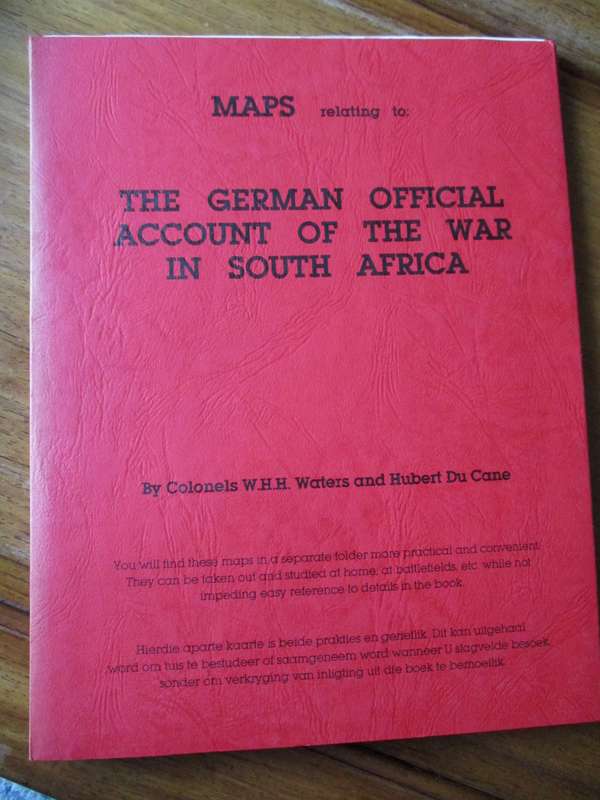 MAPS relating to:
THE GERMAN OFFICIAL
ACCOUNT OF THE WAR
IN SOUTH AFRICA
By Colonels W.H.H. Waters and Hubert Du Cane
You will find these maps in a separate folder more practical and convenient.
They can be taken out and studied at home, at battlefields, etc. while not
impeding easy reference to details in the book.
Hierdie aparte kaarte is beide prakties en gerieflik. Dit kan uitgehaal
word om tuis te bestudeer of saamgeneem word wanneer U slagvelde besoek,
sonder om verkryging van inligting uit die boek te bemoeilik.